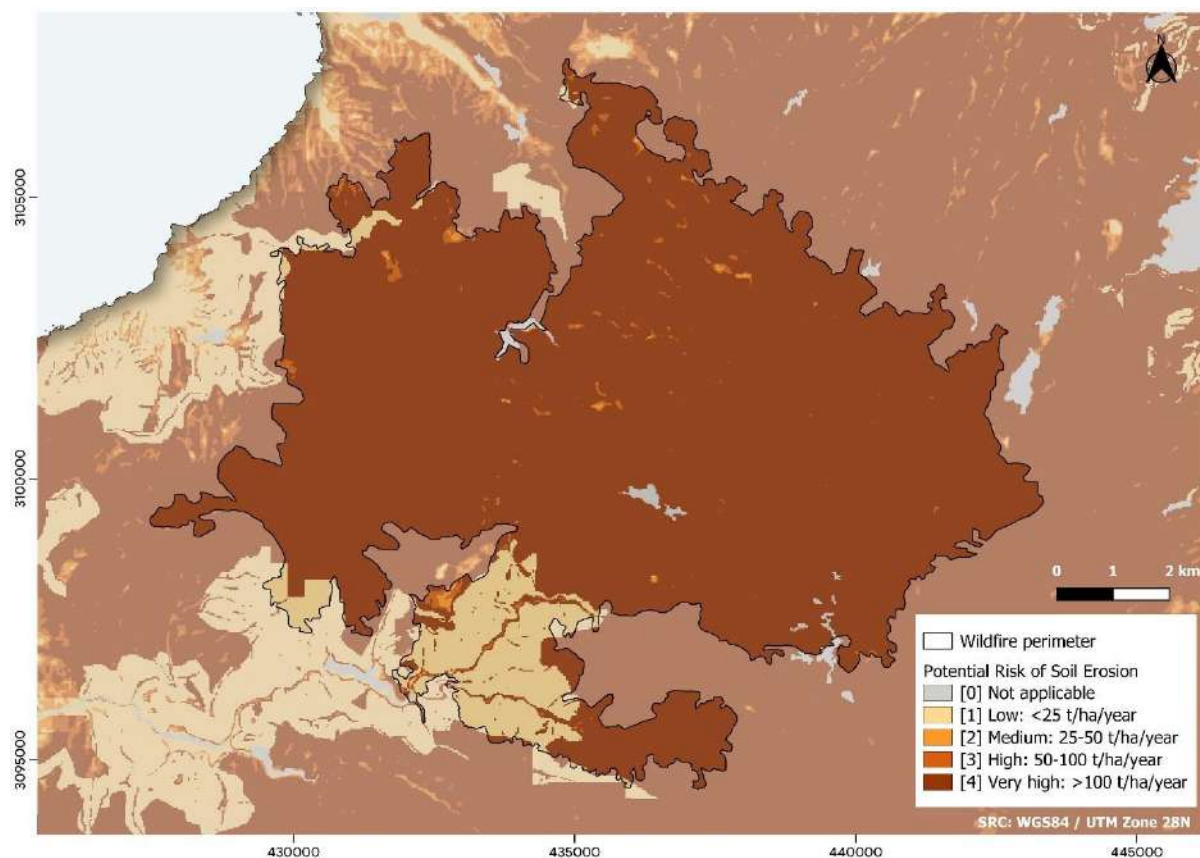 N
3105000
3100000
3095000
0 1 2 km
Wildfire perimeter
Potential Risk of Soil Erosion
[0] Not applicable
[1] Low: <25 t/ha/year
[2] Medium: 25-50 t/ha/year
[3] High: 50-100 t/ha/year
[4] Very high: >100 t/ha/year
SRC: WGS84 / UTM Zone 28N
430000 435000 440000 445000